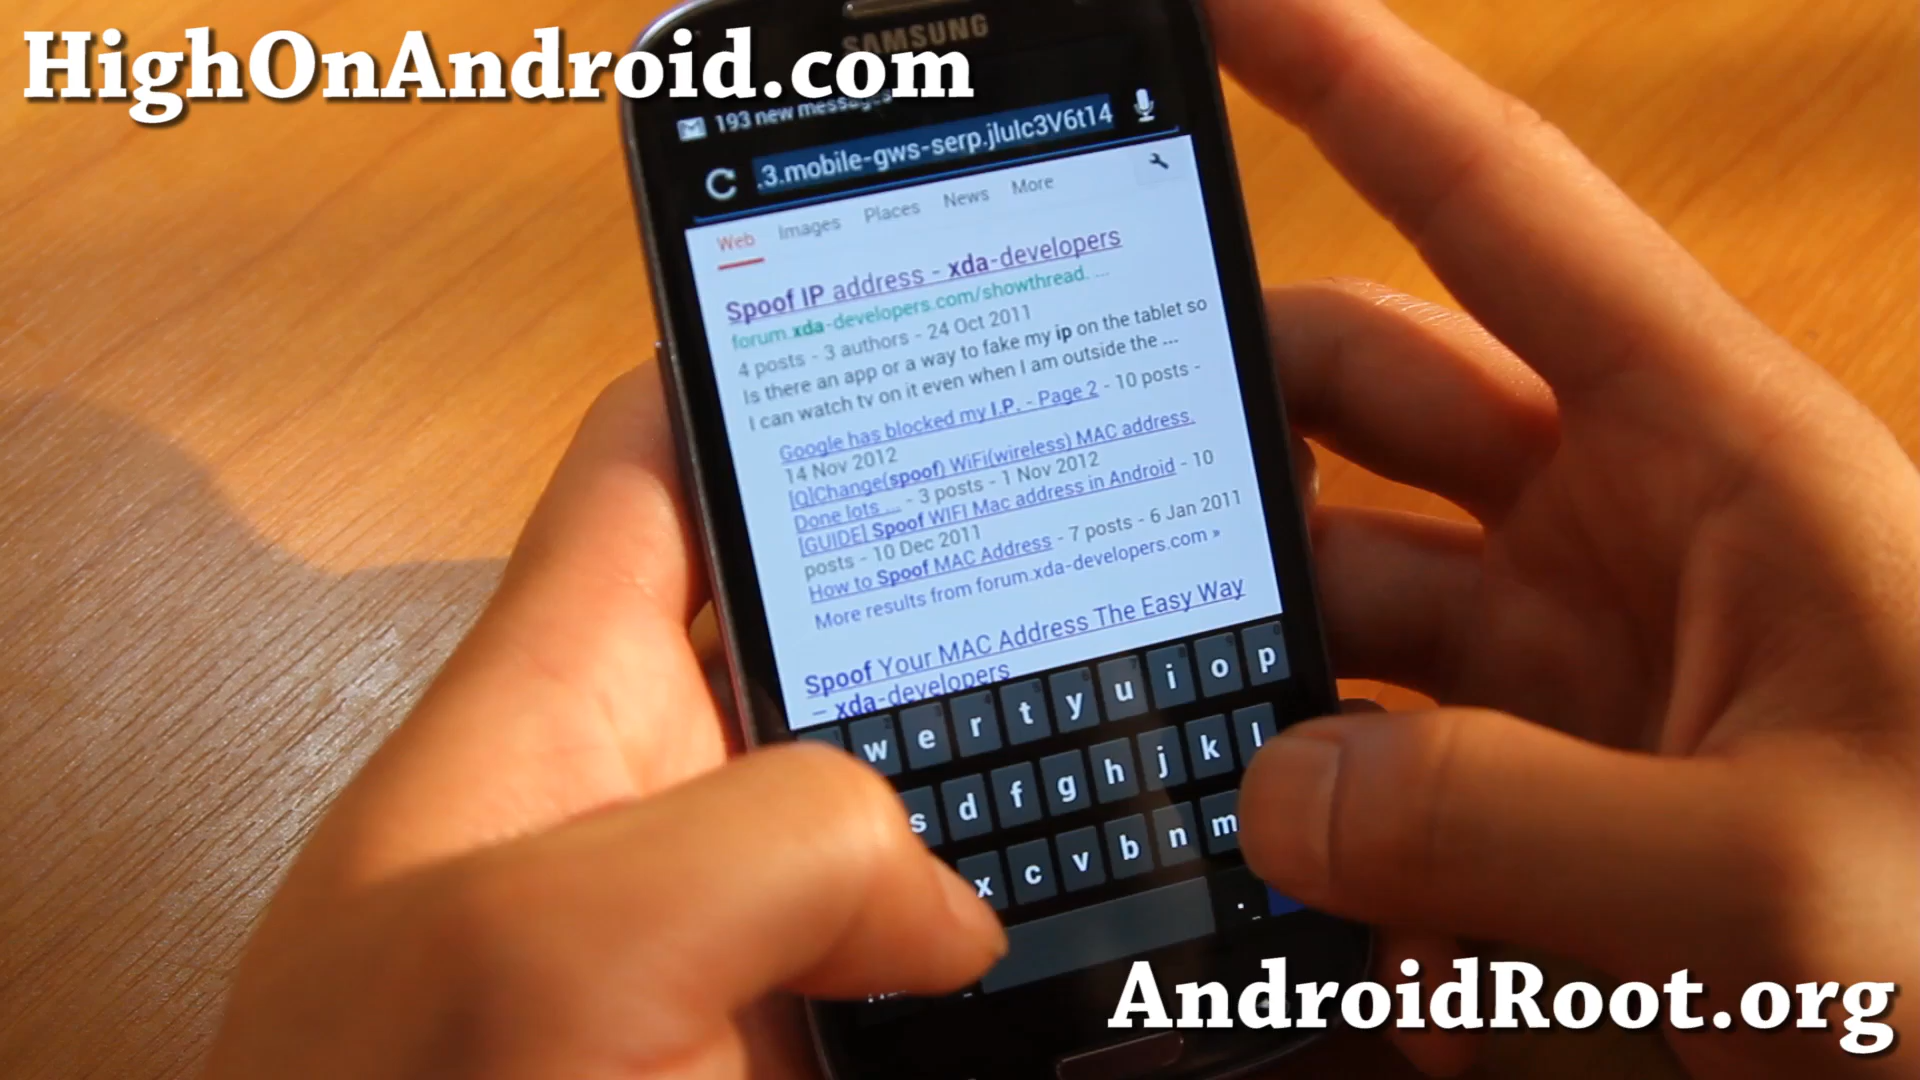 HighOnAndroid.com
SAMSUNG
193 new messages
.3.mobile-gws-serp.jluIc3V6t14
Web Images Places News More
Spoof IP address - xda-developers
forum.xda-developers.com/showthread. ...
4 posts - 3 authors - 24 Oct 2011
Is there an app or a way to fake my ip on the tablet so
I can watch tv on it even when I am outside the ...
Google has blocked my I.P. - Page 2 - 10 posts -
14 Nov 2012
[Q]Change(spoof) WiFi(wireless) MAC address.
Done lots ... - 3 posts - 1 Nov 2012
[GUIDE] Spoof WIFI Mac address in Android - 10
posts - 10 Dec 2011
How to Spoof MAC Address - 7 posts - 6 Jan 2011
More results from forum.xda-developers.com »
Spoof Your MAC Address The Easy Way
– xda-developers
w e r t y u i o p
s d f g h j k l
x c v b n m
.
AndroidRoot.org